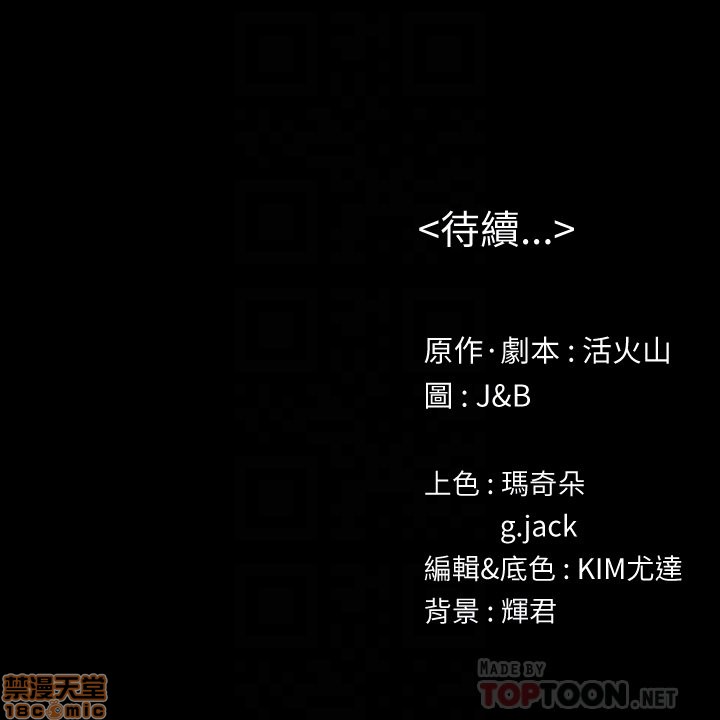 <待續...>
原作·劇本 : 活火山
圖 : J&B
上色 : 瑪奇朵
g.jack
編輯&底色 : KIM尤達
背景 : 輝君
禁漫天堂
18comic
MADE BY
TOPTOON.NET